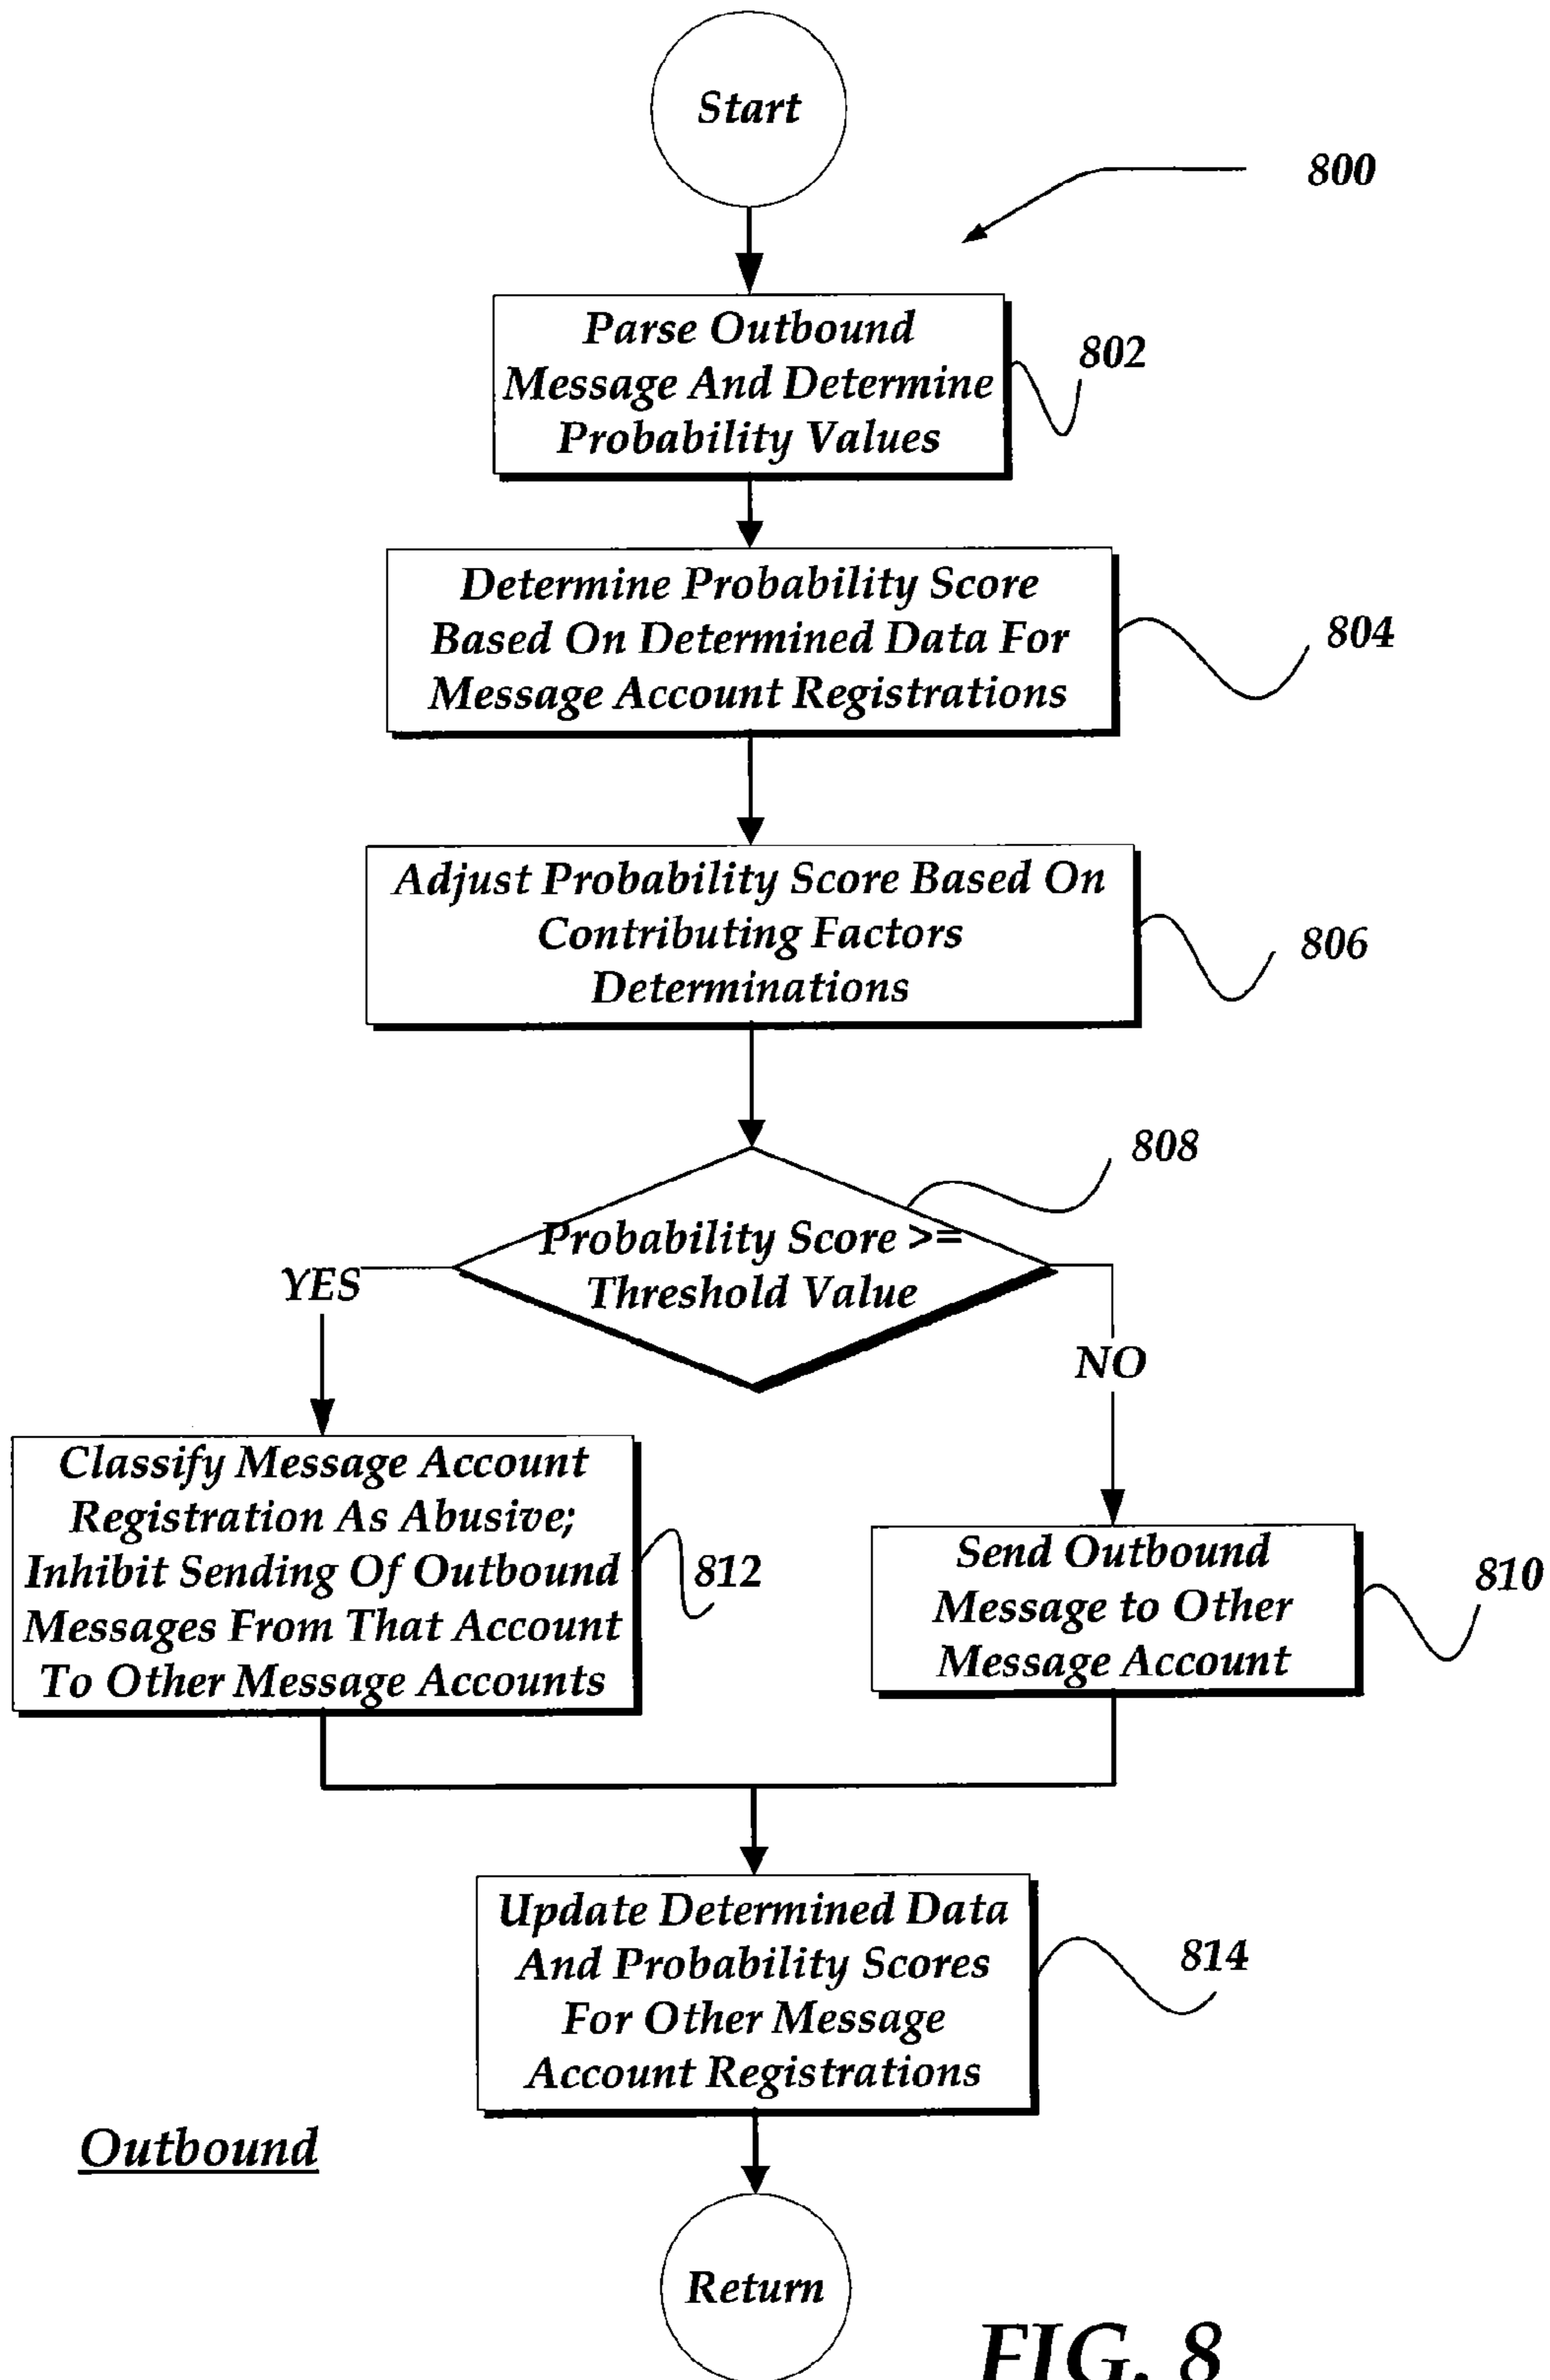 Start
800
Parse Outbound
Message And Determine
Probability Values
802
Determine Probability Score
Based On Determined Data For
Message Account Registrations
804
Adjust Probability Score Based On
Contributing Factors
Determinations
806
808
Probability Score >=
Threshold Value
YES
NO
Classify Message Account
Registration As Abusive;
Inhibit Sending Of Outbound
Messages From That Account
To Other Message Accounts
812
Send Outbound
Message to Other
Message Account
810
Update Determined Data
And Probability Scores
For Other Message
Account Registrations
814
Outbound
Return
FIG. 8